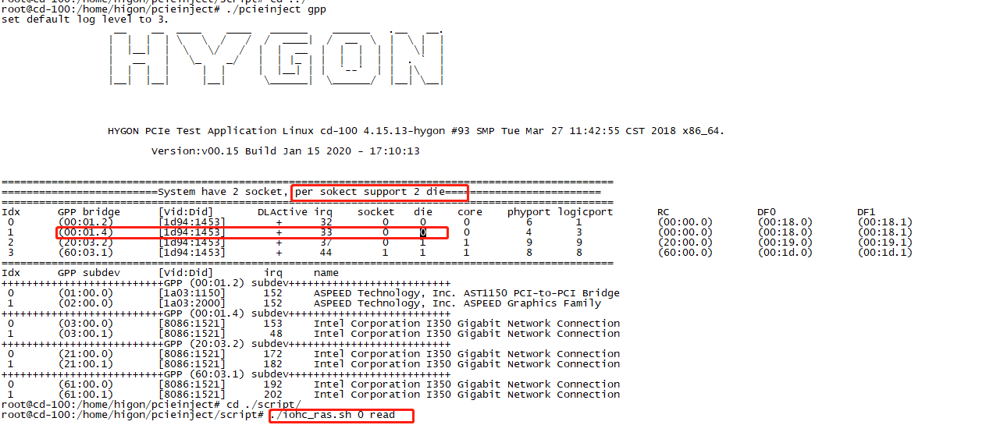 root@cd-100:/home/higon/pcieinject/script# cd ../
root@cd-100:/home/higon/pcieinject# ./pcieinject gpp
set default log level to 3.
HYGON
HYGON PCIe Test Application Linux cd-100 4.15.13-hygon #93 SMP Tue Mar 27 11:42:55 CST 2018 x86_64.
Version:v00.15 Build Jan 15 2020 - 17:10:13
==================================================================================================
=========================System have 2 socket, per sokect support 2 die=========================
==================================================================================================
Idx GPP bridge [Vid:Did] DLActive irq socket die core phyport logicport RC DF0 DF1
0 (00:01.2) [1d94:1453] + 32 0 0 0 6 1 (00:00.0) (00:18.0) (00:18.1)
1 (00:01.4) [1d94:1453] + 33 0 0 0 4 3 (00:00.0) (00:18.0) (00:18.1)
2 (20:03.2) [1d94:1453] + 37 0 1 1 9 9 (20:00.0) (00:19.0) (00:19.1)
3 (60:03.1) [1d94:1453] + 44 1 1 1 8 8 (60:00.0) (00:1d.0) (00:1d.1)
==================================================================================================
Idx GPP subdev [Vid:Did] irq name
++++++++++++++++++++++++++GPP (00:01.2) subdev++++++++++++++++++++++++++
0 (01:00.0) [1a03:1150] 152 ASPEED Technology, Inc. AST1150 PCI-to-PCI Bridge
1 (02:00.0) [1a03:2000] 152 ASPEED Technology, Inc. ASPEED Graphics Family
++++++++++++++++++++++++++GPP (00:01.4) subdev++++++++++++++++++++++++++
0 (03:00.0) [8086:1521] 153 Intel Corporation I350 Gigabit Network Connection
1 (03:00.1) [8086:1521] 48 Intel Corporation I350 Gigabit Network Connection
++++++++++++++++++++++++++GPP (20:03.2) subdev++++++++++++++++++++++++++
0 (21:00.0) [8086:1521] 172 Intel Corporation I350 Gigabit Network Connection
1 (21:00.1) [8086:1521] 182 Intel Corporation I350 Gigabit Network Connection
++++++++++++++++++++++++++GPP (60:03.1) subdev++++++++++++++++++++++++++
0 (61:00.0) [8086:1521] 192 Intel Corporation I350 Gigabit Network Connection
1 (61:00.1) [8086:1521] 202 Intel Corporation I350 Gigabit Network Connection
root@cd-100:/home/higon/pcieinject# cd ./script/
root@cd-100:/home/higon/pcieinject/script# ./iohc_ras.sh 0 read